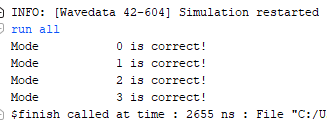 INFO: [Wavedata 42-604] Simulation restarted
run all
Mode 0 is correct!
Mode 1 is correct!
Mode 2 is correct!
Mode 3 is correct!
$finish called at time : 2655 ns : File "C:/U